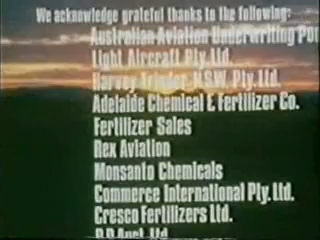 We acknowledge grateful thanks to the following:
Australian Aviation Underwriting
Light Aircraft Pty. Ltd.
Harvey Trinder N.S.W. Pty. Ltd.
Adelaide Chemical & Fertilizer Co.
Fertilizer Sales
Rex Aviation
Monsanto Chemicals
Commerce International Pty. Ltd.
Cresco Fertilizers Ltd.
Ltd.